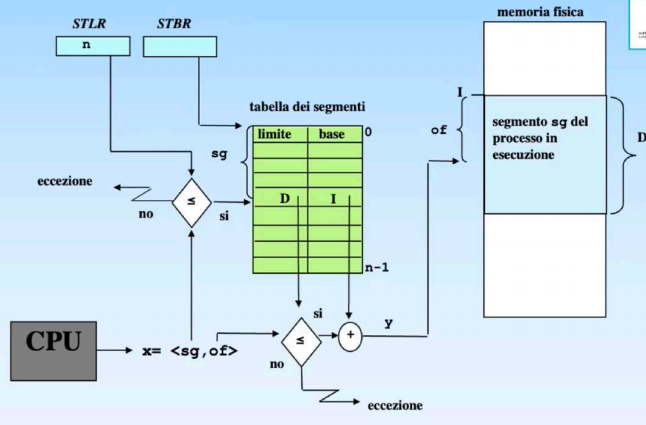 STLR
STBR
memoria fisica
n
I
tabella dei segmenti
limite
base
0
of
segmento sg del
processo in
esecuzione
D
sg
eccezione
≤
no
si
D
I
n-1
si
y
CPU
x= <sg,of>
≤
+
no
eccezione